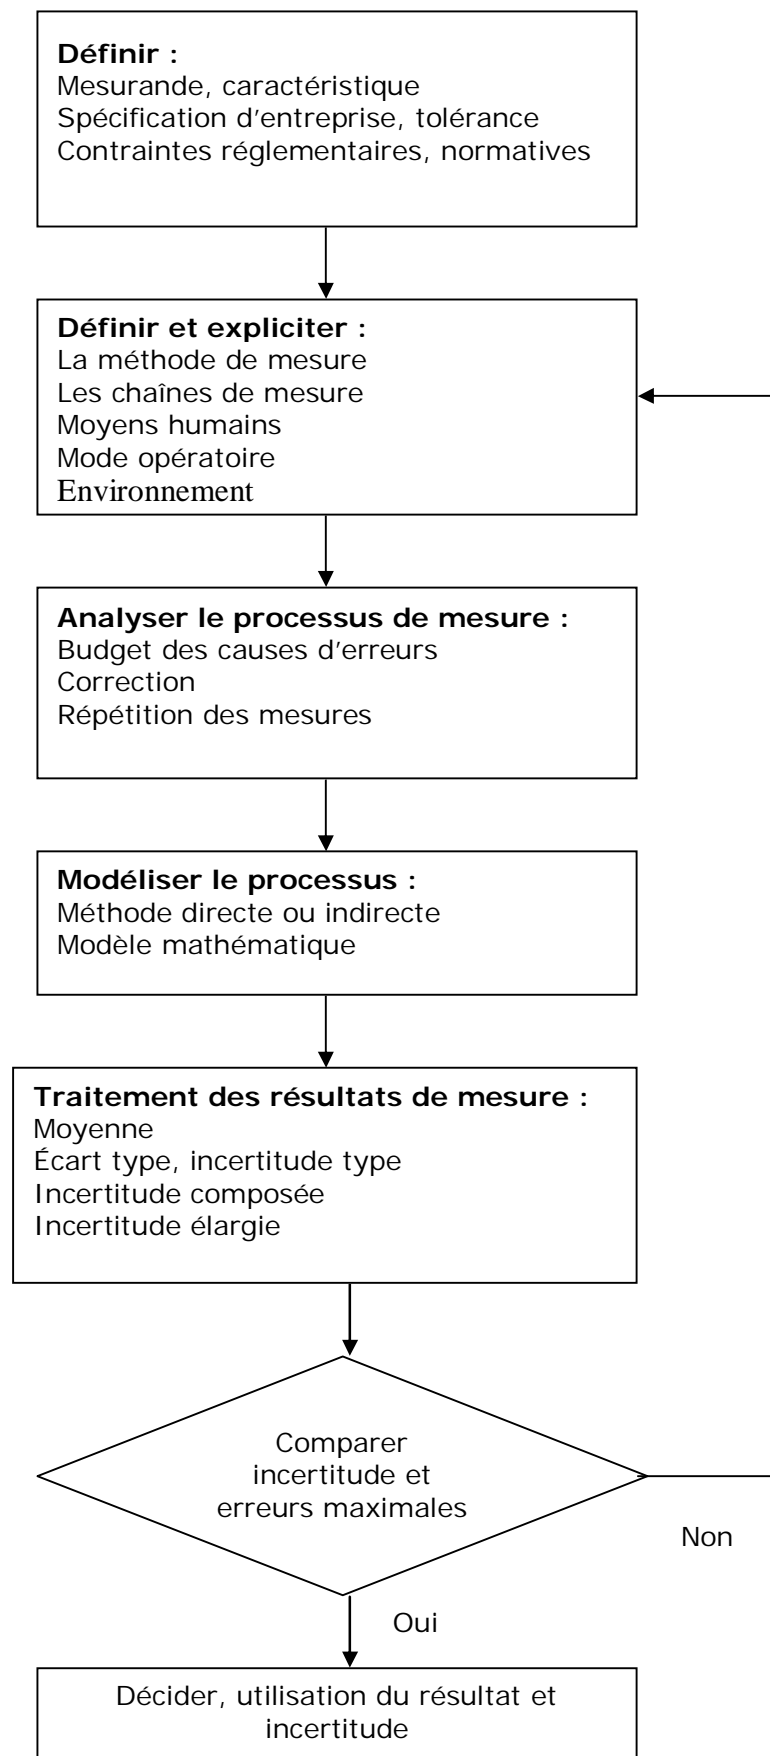 Définir :
Mesurande, caractéristique
Spécification d'entreprise, tolérance
Contraintes réglementaires, normatives
Définir et expliciter :
La méthode de mesure
Les chaînes de mesure
Moyens humains
Mode opératoire
Environnement
Analyser le processus de mesure :
Budget des causes d'erreurs
Correction
Répétition des mesures
Modéliser le processus :
Méthode directe ou indirecte
Modèle mathématique
Traitement des résultats de mesure :
Moyenne
Écart type, incertitude type
Incertitude composée
Incertitude élargie
Comparer
incertitude et
erreurs maximales
Non
Oui
Décider, utilisation du résultat et
incertitude